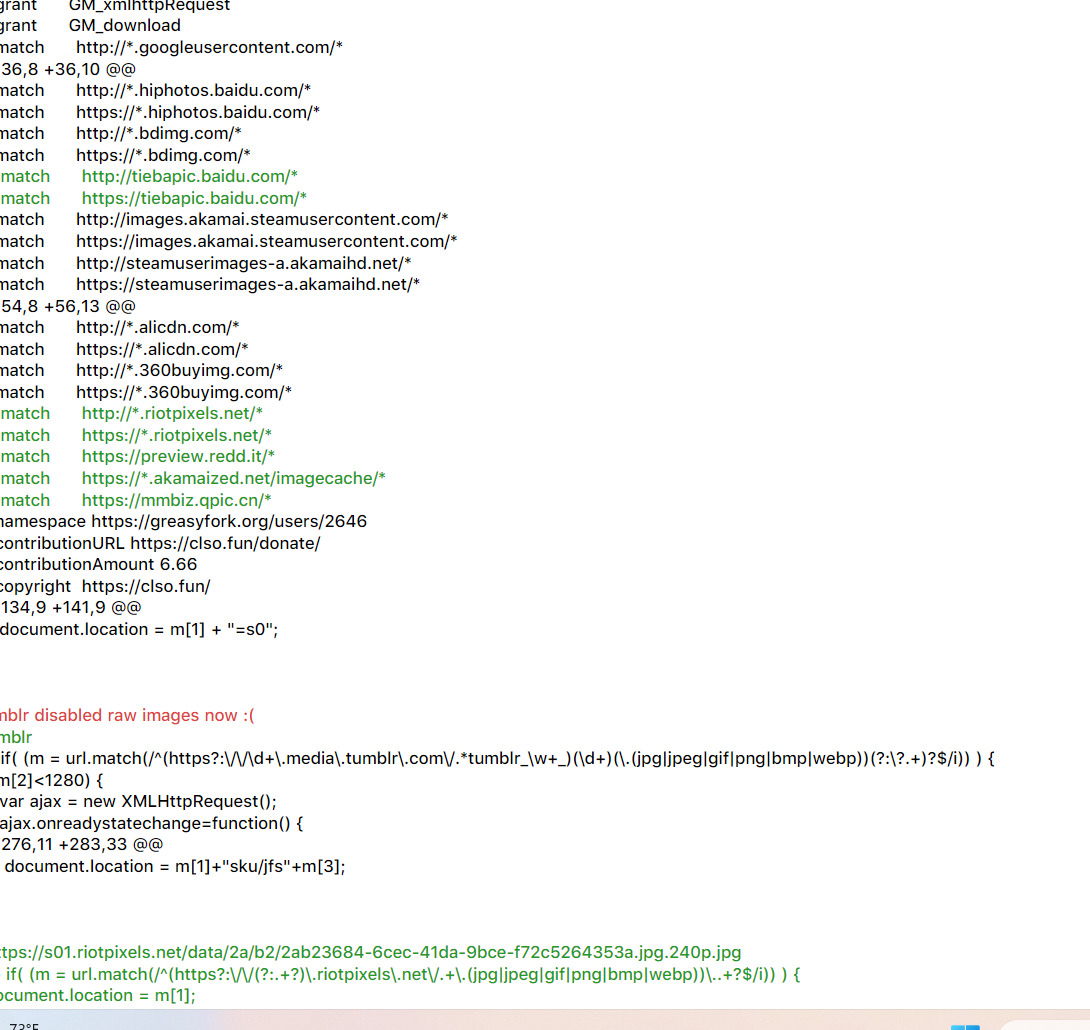 grant GM_xmlhttpRequest
grant GM_download
match http://*.googleusercontent.com/*
36,8 +36,10 @@
match http://*.hiphotos.baidu.com/*
match https://*.hiphotos.baidu.com/*
match http://*.bdimg.com/*
match https://*.bdimg.com/*
match http://tiebapic.baidu.com/*
match https://tiebapic.baidu.com/*
match http://images.akamai.steamusercontent.com/*
match https://images.akamai.steamusercontent.com/*
match http://steamuserimages-a.akamaihd.net/*
match https://steamuserimages-a.akamaihd.net/*
54,8 +56,13 @@
match http://*.alicdn.com/*
match https://*.alicdn.com/*
match http://*.360buyimg.com/*
match https://*.360buyimg.com/*
match http://*.riotpixels.net/*
match https://*.riotpixels.net/*
match https://preview.redd.it/*
match https://*.akamaized.net/imagecache/*
match https://mmbiz.qpic.cn/*
namespace https://greasyfork.org/users/2646
contributionURL https://clso.fun/donate/
contributionAmount 6.66
copyright https://clso.fun/
134,9 +141,9 @@
document.location = m[1] + "=s0";
mblr disabled raw images now :(
mblr
if( (m = url.match(/^(https?:\/\/\d+\.media\.tumblr\.com\/.*tumblr_\w+_)(\d+)(\.(jpg|jpeg|gif|png|bmp|webp))(?:\?.+)?$/i)) ) {
m[2]<1280) {
var ajax = new XMLHttpRequest();
ajax.onreadystatechange=function() {
276,11 +283,33 @@
document.location = m[1]+"sku/jfs"+m[3];
ttps://s01.riotpixels.net/data/2a/b2/2ab23684-6cec-41da-9bce-f72c5264353a.jpg.240p.jpg
if( (m = url.match(/^(https?:\/\/(?:.+?)\.riotpixels\.net\/.+\.(jpg|jpeg|gif|png|bmp|webp))\..+?$/i)) ) {
ocument.location = m[1];
73°F